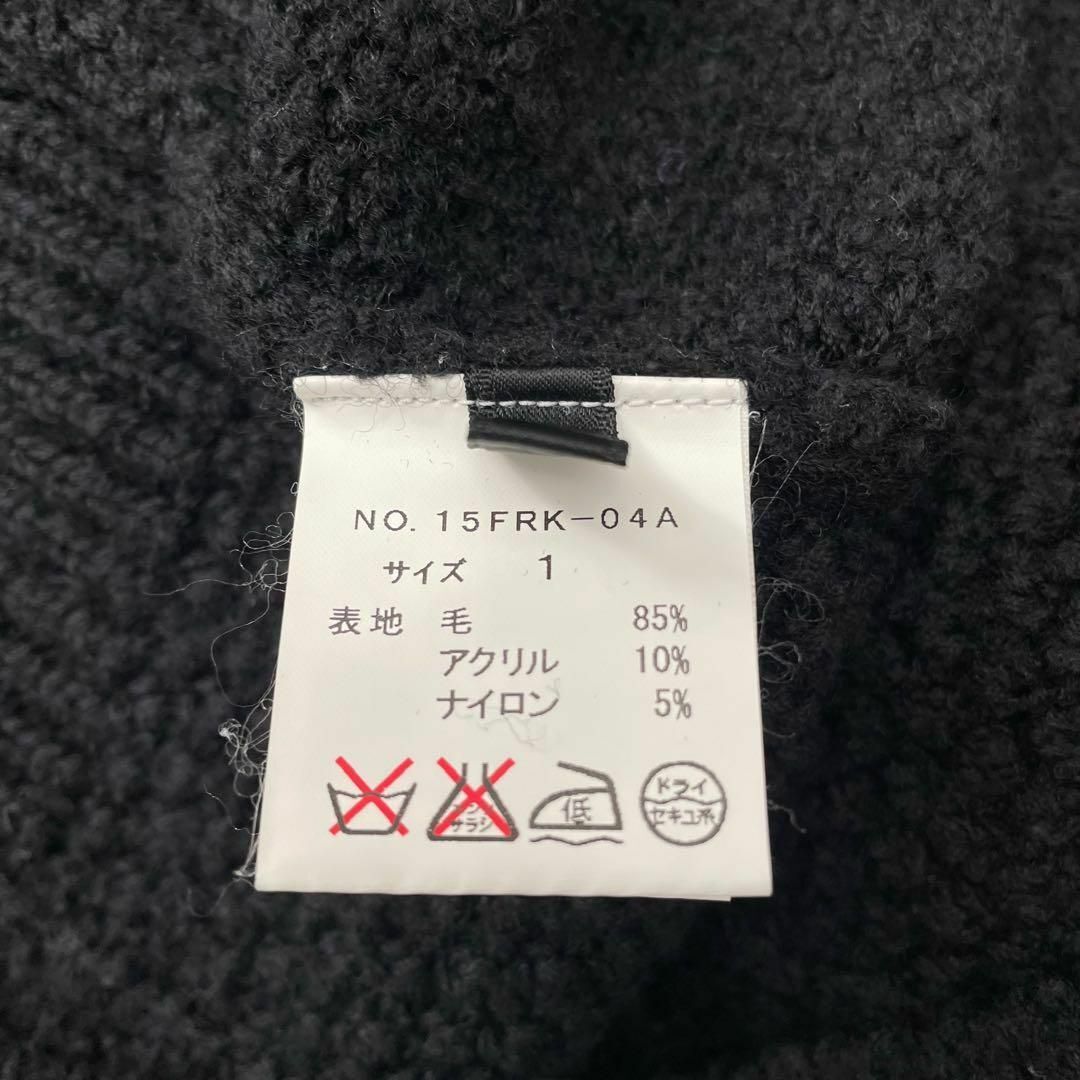 NO. 15FRK-04A
サイズ 1
表地 毛 85%
アクリル 10%
ナイロン 5%
サラシ
低
ドライ
セキユ系